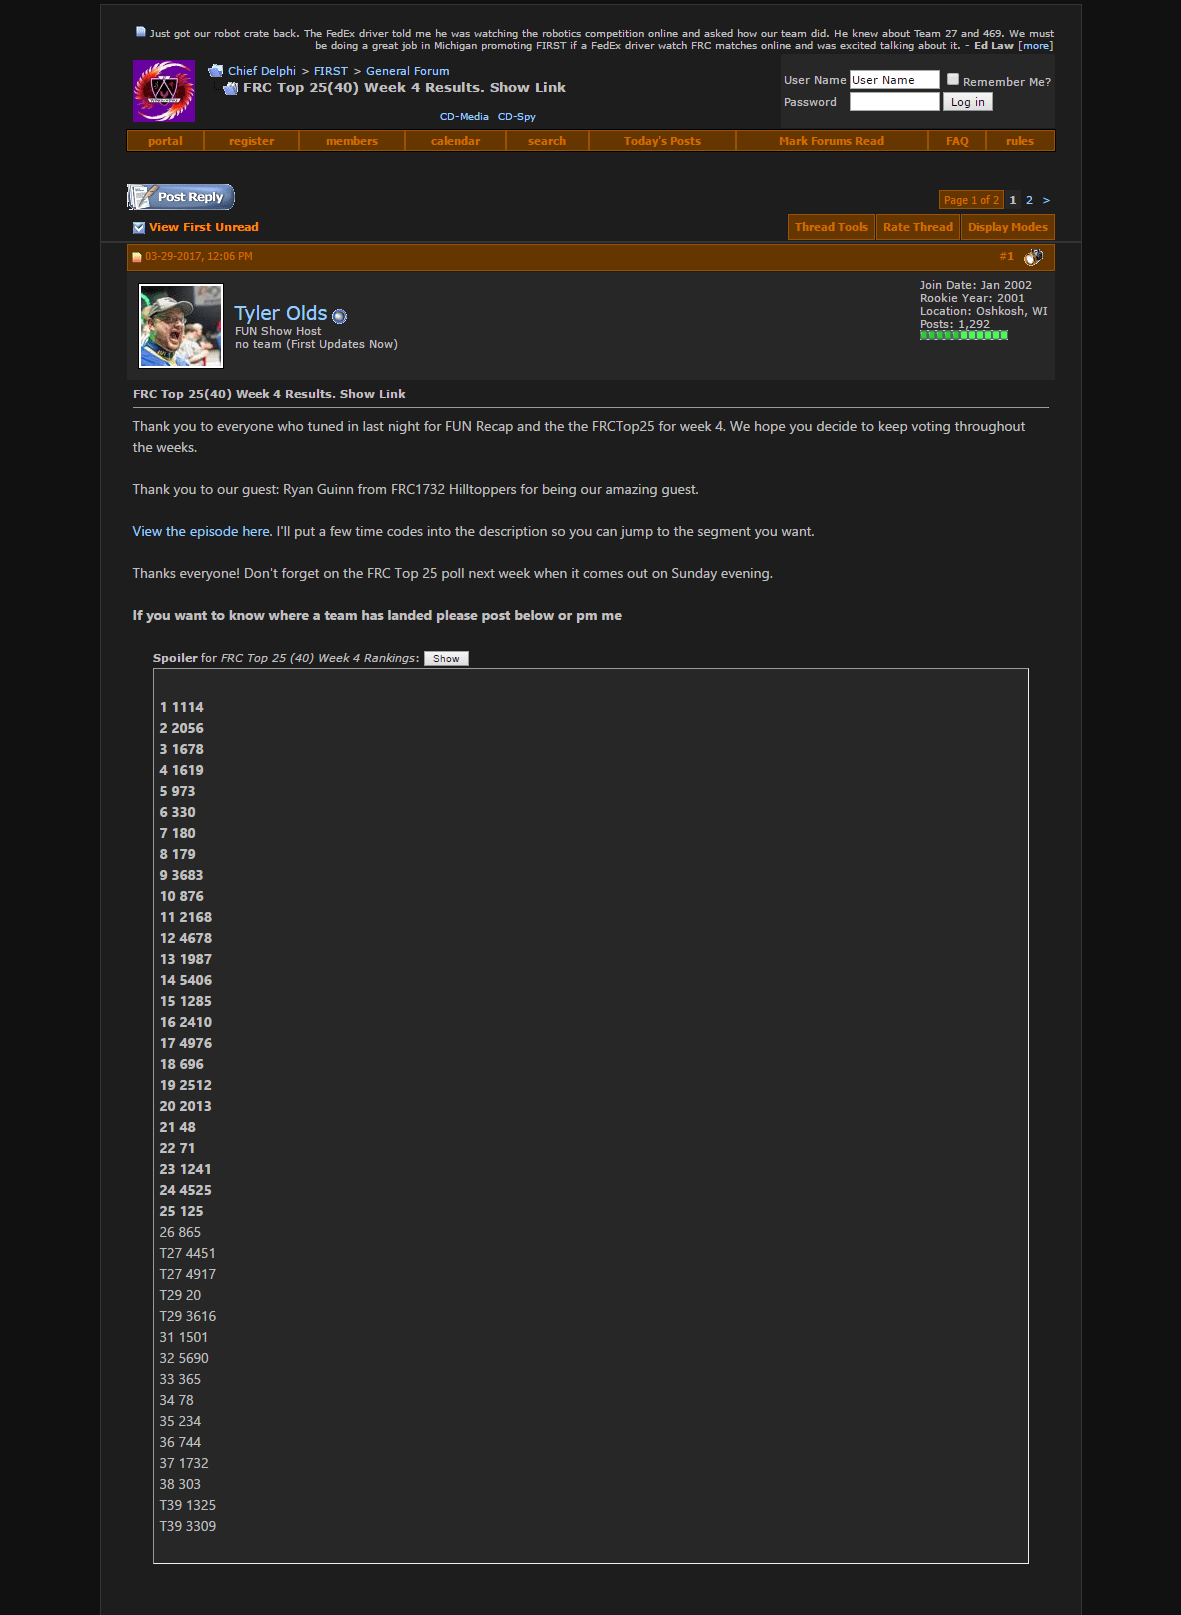 Just got our robot crate back. The FedEx driver told me he was watching the robotics competition online and asked how our team did. He knew about Team 27 and 469. We must
be doing a great job in Michigan promoting FIRST if a FedEx driver watch FRC matches online and was excited talking about it. - Ed Law [more]
Chief Delphi > FIRST > General Forum
FRC Top 25(40) Week 4 Results. Show Link
User Name User Name Remember Me?
Password Log in
CD-Media CD-Spy
portal register members calendar search Today's Posts Mark Forums Read FAQ rules
Post Reply
Page 1 of 2 1 2 >
View First Unread
Thread Tools Rate Thread Display Modes
03-29-2017, 12:06 PM #1
Tyler Olds
FUN Show Host
no team (First Updates Now)
Join Date: Jan 2002
Rookie Year: 2001
Location: Oshkosh, WI
Posts: 1,292
FRC Top 25(40) Week 4 Results. Show Link
Thank you to everyone who tuned in last night for FUN Recap and the the FRCTop25 for week 4. We hope you decide to keep voting throughout
the weeks.
Thank you to our guest: Ryan Guinn from FRC1732 Hilltoppers for being our amazing guest.
View the episode here. I'll put a few time codes into the description so you can jump to the segment you want.
Thanks everyone! Don't forget on the FRC Top 25 poll next week when it comes out on Sunday evening.
If you want to know where a team has landed please post below or pm me
Spoiler for FRC Top 25 (40) Week 4 Rankings: Show
1 1114
2 2056
3 1678
4 1619
5 973
6 330
7 180
8 179
9 3683
10 876
11 2168
12 4678
13 1987
14 5406
15 1285
16 2410
17 4976
18 696
19 2512
20 2013
21 48
22 71
23 1241
24 4525
25 125
26 865
T27 4451
T27 4917
T29 20
T29 3616
31 1501
32 5690
33 365
34 78
35 234
36 744
37 1732
38 303
T39 1325
T39 3309